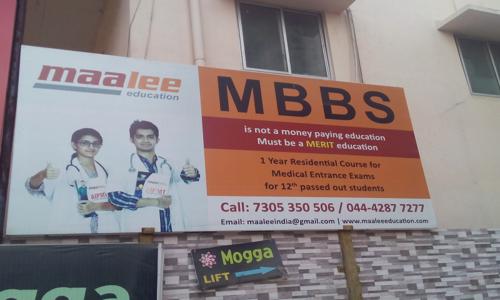 maalee
education
MBBS
is not a money paying education
Must be a MERIT education
1 Year Residential Course for
Medical Entrance Exams
for 12th passed out students
Call: 7305 350 506 / 044-4287 7277
Email: maaleeindia@gmail.com | www.maaleeeducation.com
Mogga
LIFT